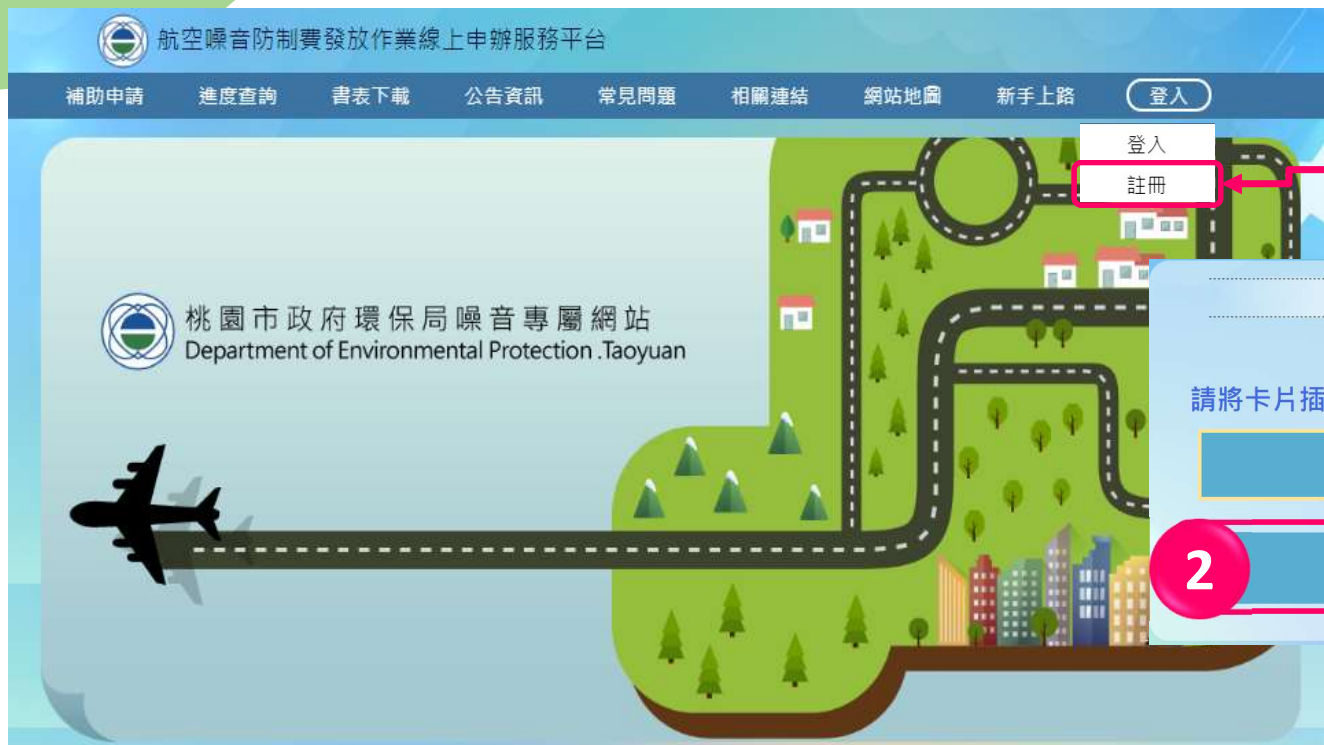 航空噪音防制費發放作業線上申辦服務平台
補助申請 進度查詢 書表下載 公告資訊 常見問題 相關連結 網站地圖 新手上路 登入
登入
註冊
桃園市政府環保局噪音專屬網站
Department of Environmental Protection .Taoyuan
請將卡片插
2